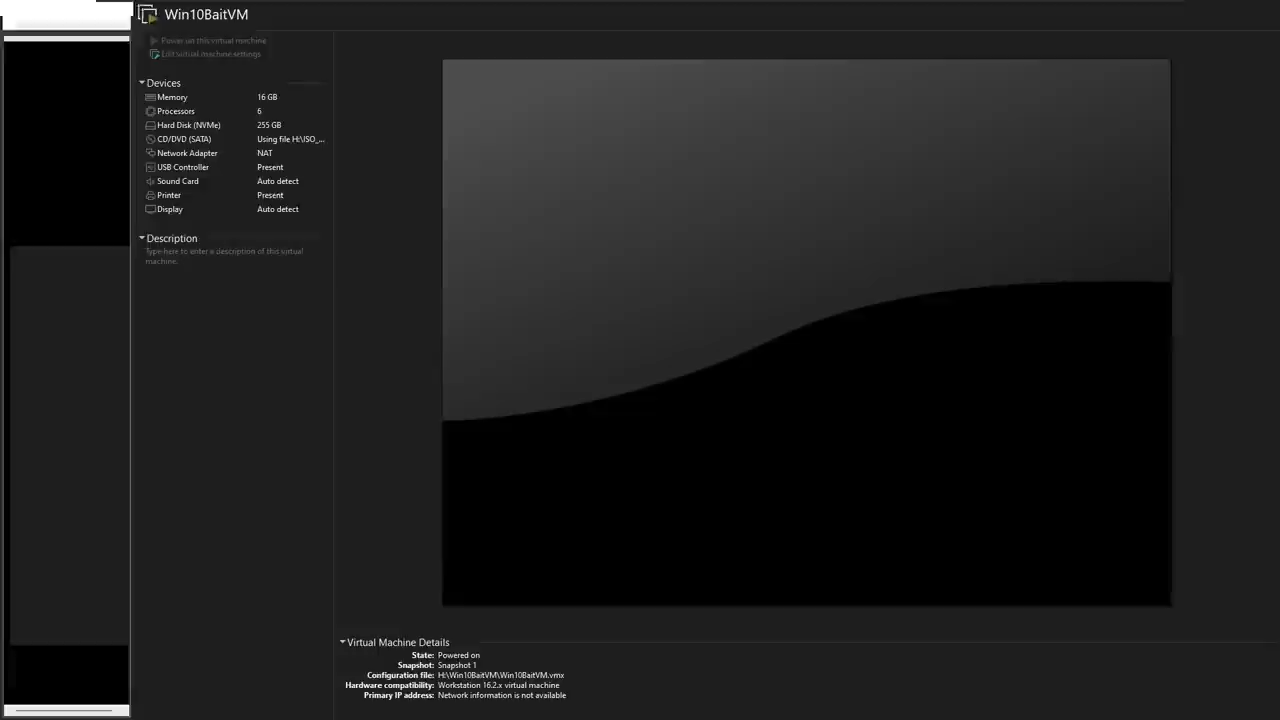 Win10BaitVM
Power on this virtual machine
Edit virtual machine settings
Devices
Memory 16 GB
Processors 6
Hard Disk (NVMe) 255 GB
CD/DVD (SATA) Using file H:\ISO_...
Network Adapter NAT
USB Controller Present
Sound Card Auto detect
Printer Present
Display Auto detect
Description
Type here to enter a description of this virtual
machine.
Virtual Machine Details
State: Powered on
Snapshot: Snapshot 1
Configuration file: H:\Win10BaitVM\Win10BaitVM.vmx
Hardware compatibility: Workstation 16.2.x virtual machine
Primary IP address: Network information is not available